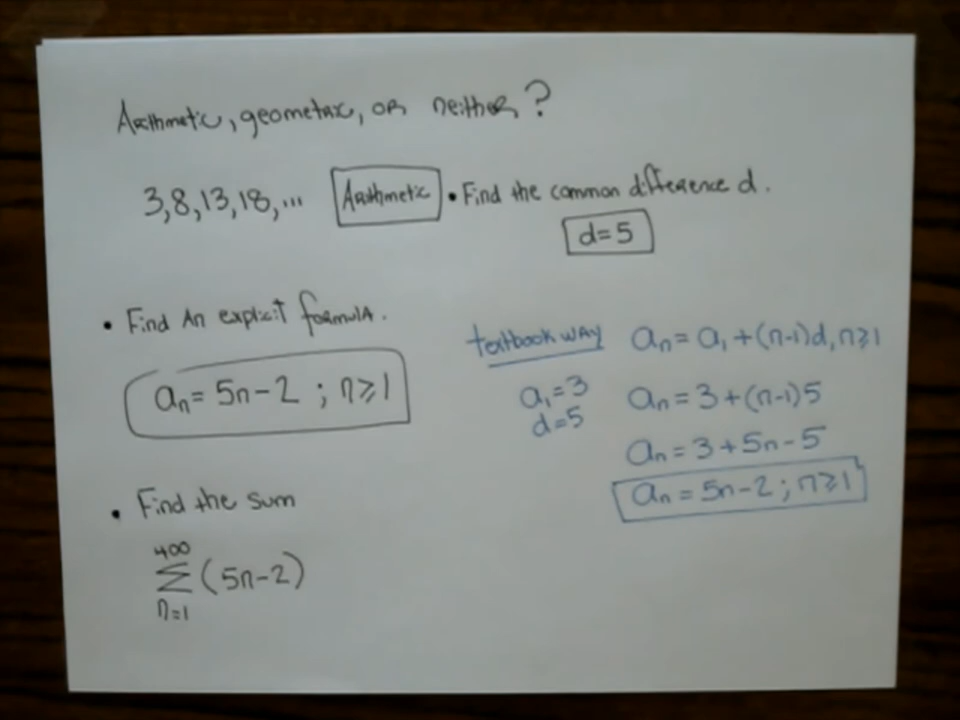 Arithmetic, geometric, or neither?
3,8,13,18,... Arithmetic • Find the common difference d.
d=5
• Find An explicit formula.
aₙ = 5n-2 ; n≥1
textbook way
a₁=3
d=5
aₙ = a₁ + (n-1)d, n≥1
aₙ = 3+(n-1)5
aₙ = 3+5n-5
aₙ = 5n-2 ; n≥1
• Find the sum
400
∑ (5n-2)
n=1